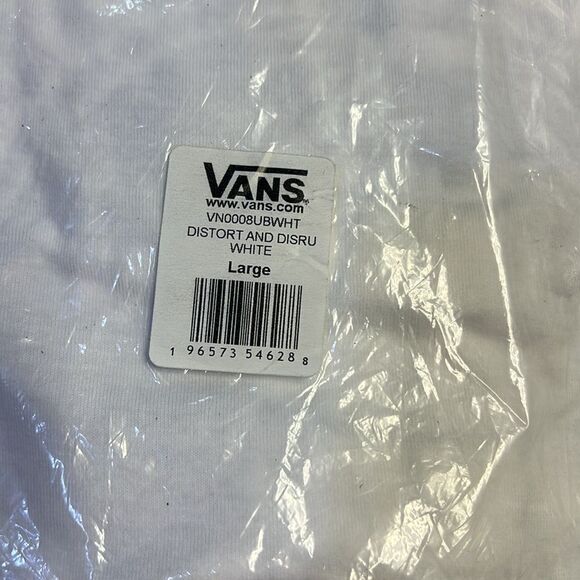 VANS
www.vans.com
VN0008UBWHT
DISTORT AND DISRU
WHITE
Large
1 96573 54628 8